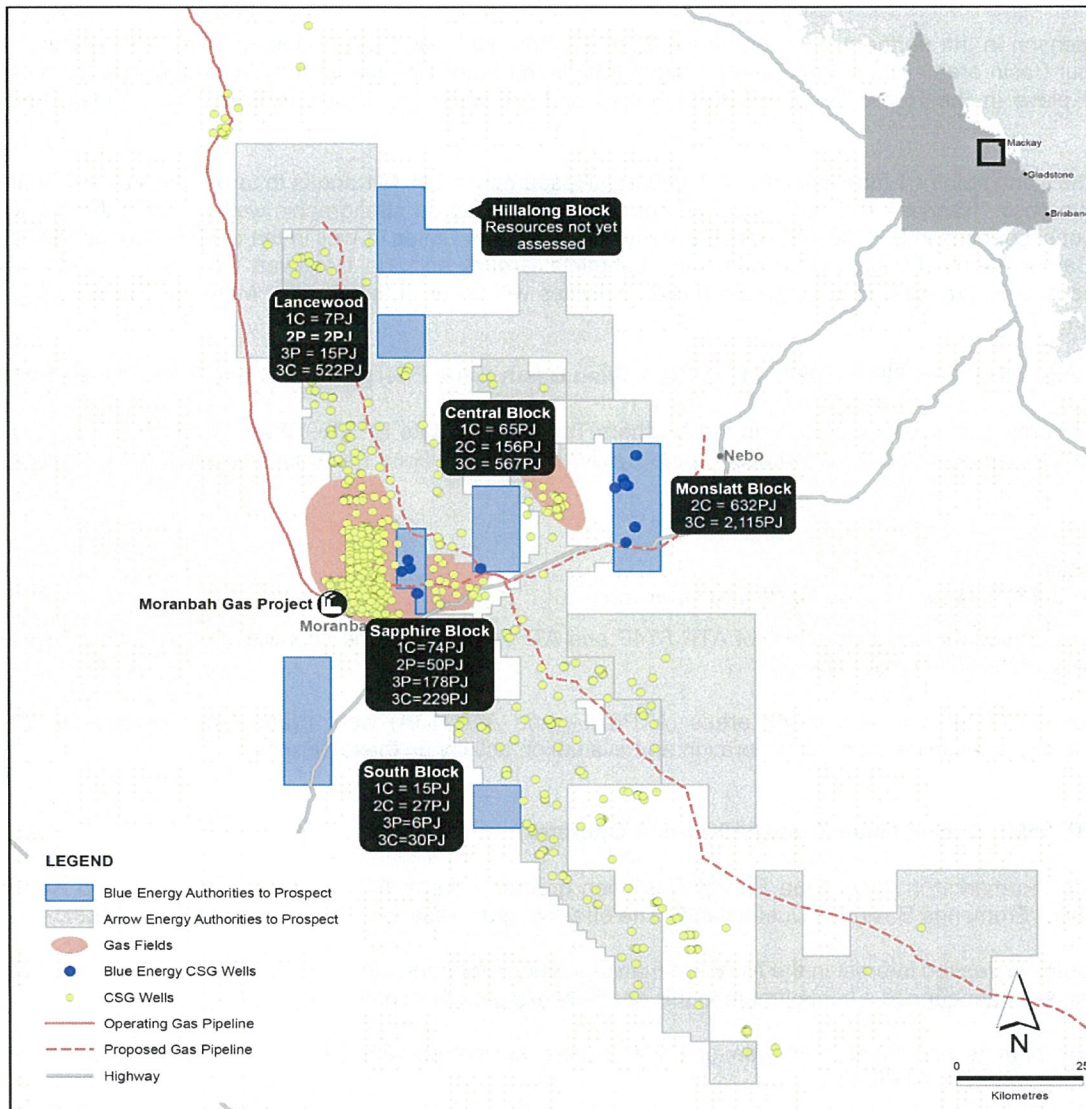 Mackay
Gladstone
Brisbane
Hillalong Block
Resources not yet
assessed
Lancewood
1C = 7PJ
2P = 2PJ
3P = 15PJ
3C = 522PJ
Central Block
1C = 65PJ
2C = 156PJ
3C = 567PJ
Nebo
Monslatt Block
2C = 632PJ
3C = 2,115PJ
Moranbah Gas Project
Moranba
Sapphire Block
1C=74PJ
2P=50PJ
3P=178PJ
3C=229PJ
South Block
1C = 15PJ
2C = 27PJ
3P=6PJ
3C=30PJ
LEGEND
Blue Energy Authorities to Prospect
Arrow Energy Authorities to Prospect
Gas Fields
Blue Energy CSG Wells
CSG Wells
Operating Gas Pipeline
Proposed Gas Pipeline
Highway
N
0 25
Kilometres